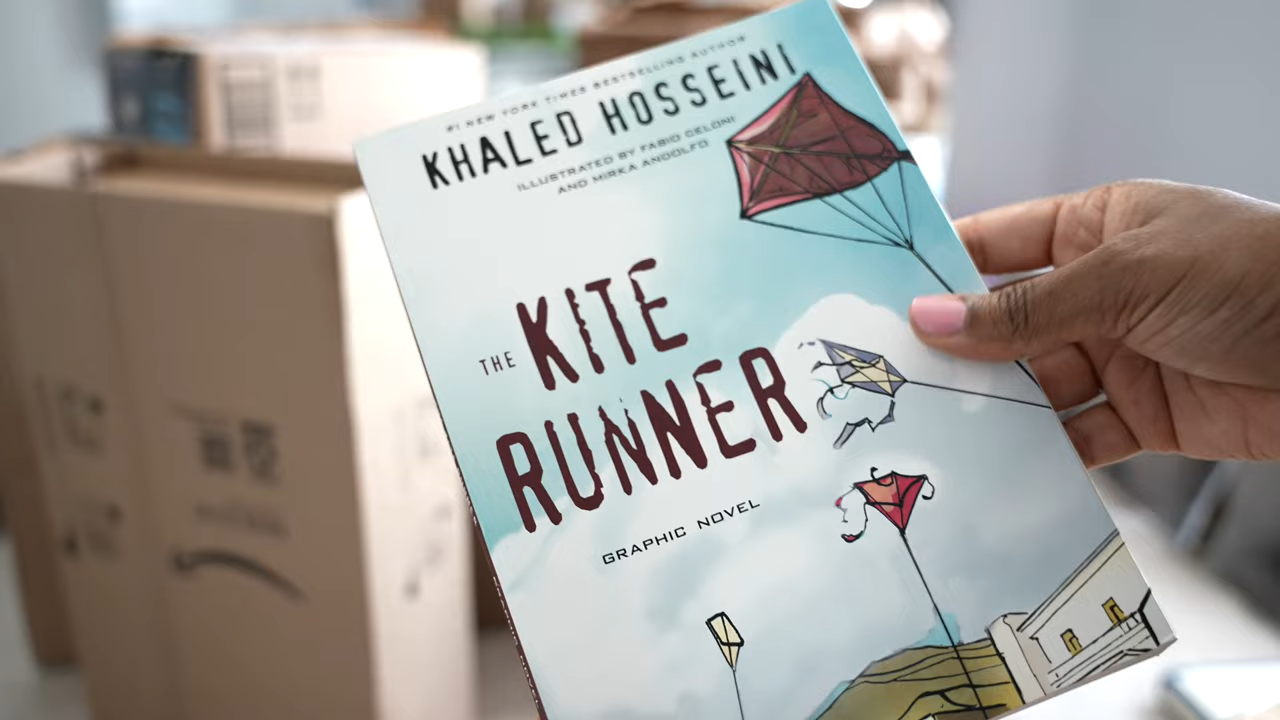 #1 NEW YORK TIMES BESTSELLING AUTHOR
KHALED HOSSEINI
ILLUSTRATED BY FABIO CELONI
AND MIRKA ANDOLFO
THE KITE
RUNNER
GRAPHIC NOVEL